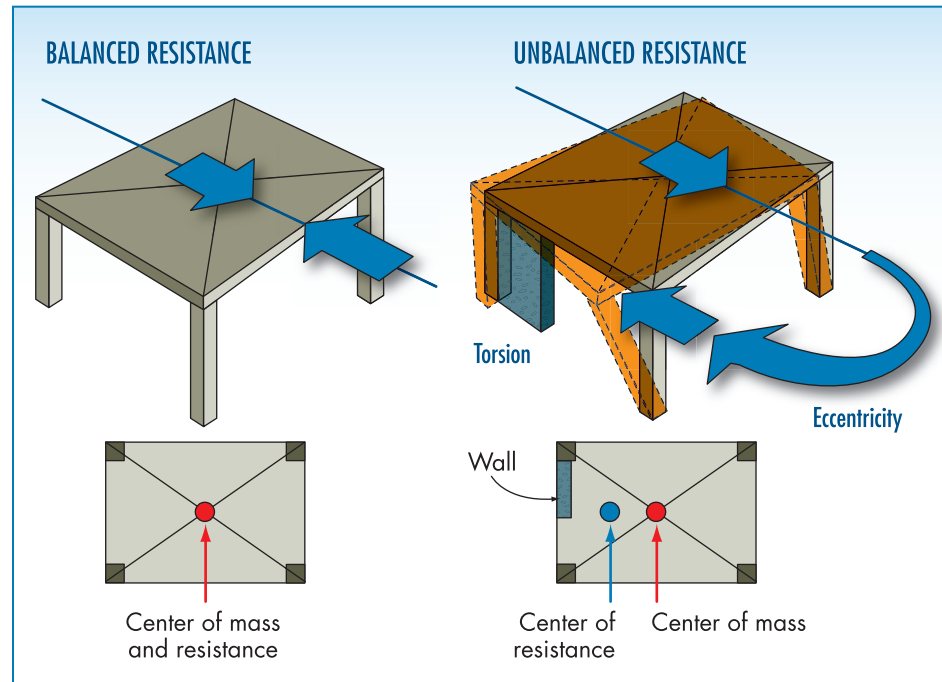 BALANCED RESISTANCE
UNBALANCED RESISTANCE
Torsion
Eccentricity
Wall
Center of mass
and resistance
Center of
resistance
Center of mass